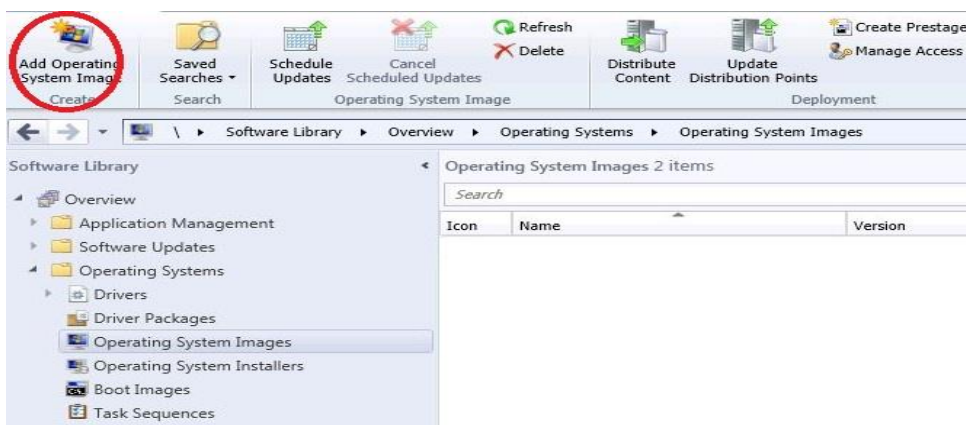 Add Operating
System Image
Create
Saved
Searches
Search
Schedule
Updates
Cancel
Scheduled Updates
Refresh
Delete
Operating System Image
Distribute
Content
Update
Distribution Points
Create Prestage
Manage Access
Deployment
\ Software Library Overview Operating Systems Operating System Images
Software Library
Overview
Application Management
Software Updates
Operating Systems
Drivers
Driver Packages
Operating System Images
Operating System Installers
Boot Images
Task Sequences
Operating System Images 2 items
Search
Icon Name Version